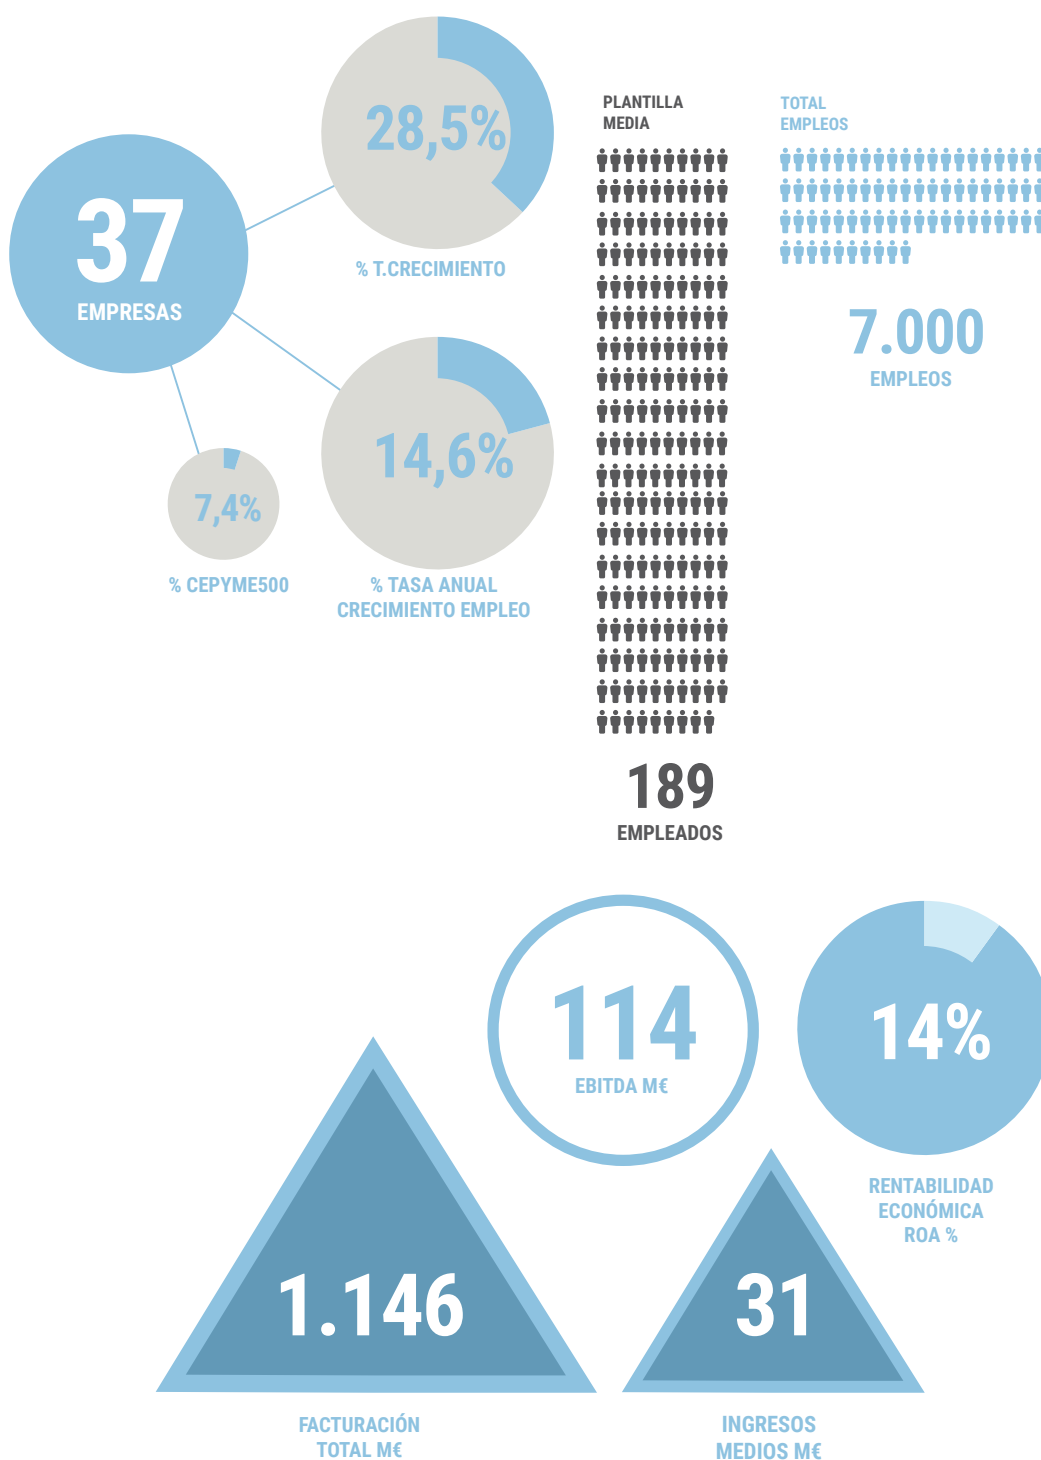 28,5%
% T.CRECIMIENTO
37
EMPRESAS
14,6%
% TASA ANUAL
CRECIMIENTO EMPLEO
7,4%
% CEPYME500
PLANTILLA
MEDIA
189
EMPLEADOS
TOTAL
EMPLEOS
7.000
EMPLEOS
114
EBITDA M€
14%
RENTABILIDAD
ECONÓMICA
ROA %
1.146
FACTURACIÓN
TOTAL M€
31
INGRESOS
MEDIOS M€